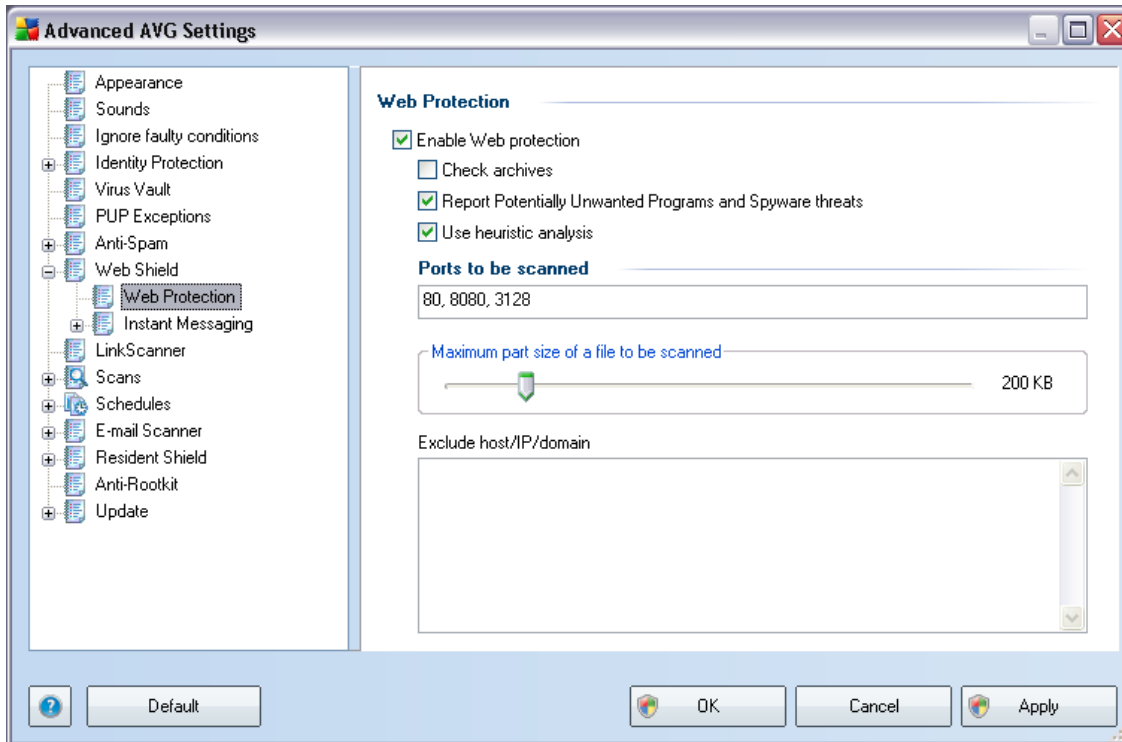 Advanced AVG Settings
Appearance
Sounds
Ignore faulty conditions
Identity Protection
Virus Vault
PUP Exceptions
Anti-Spam
Web Shield
Web Protection
Instant Messaging
LinkScanner
Scans
Schedules
E-mail Scanner
Resident Shield
Anti-Rootkit
Update
Web Protection
Enable Web protection
Check archives
Report Potentially Unwanted Programs and Spyware threats
Use heuristic analysis
Ports to be scanned
80, 8080, 3128
Maximum part size of a file to be scanned
200 KB
Exclude host/IP/domain
Default
OK
Cancel
Apply